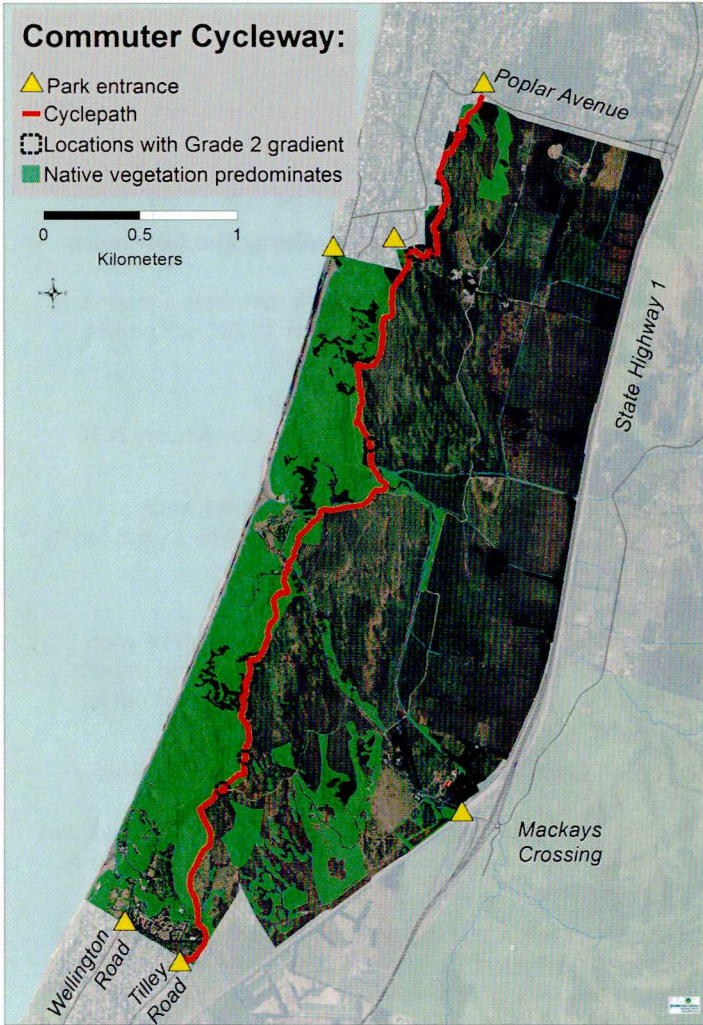 Commuter Cycleway:
Park entrance
Cyclepath
Locations with Grade 2 gradient
Native vegetation predominates
0 0.5 1
Kilometers
Poplar Avenue
State Highway 1
Mackays
Crossing
Wellington
Road
Tilley
Road